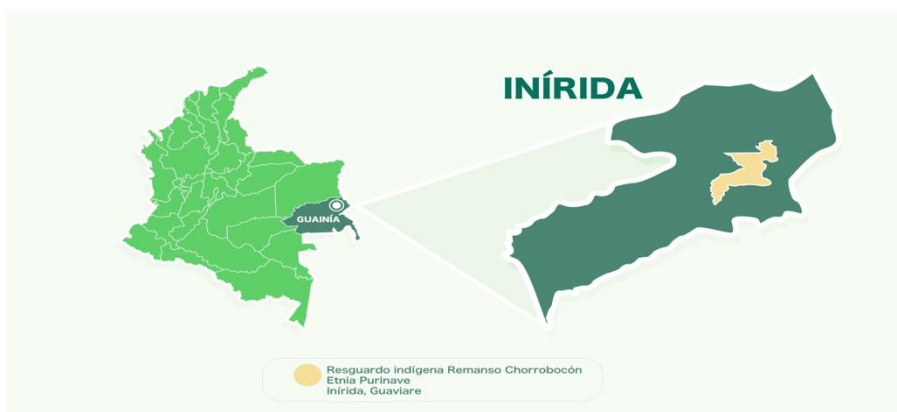 INÍRIDA
GUAINÍA
Resguardo indígena Remanso Chorrobocón
Etnia Purinave
Inírida, Guaviare